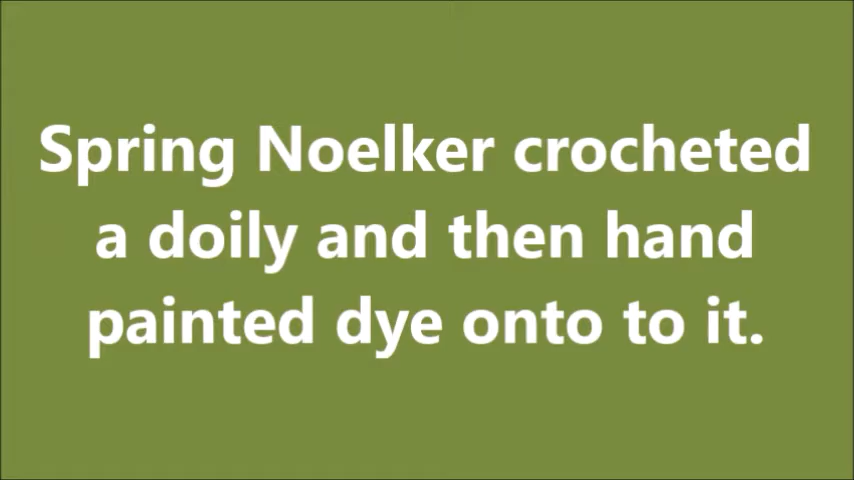 Spring Noelker crocheted
a doily and then hand
painted dye onto to it.